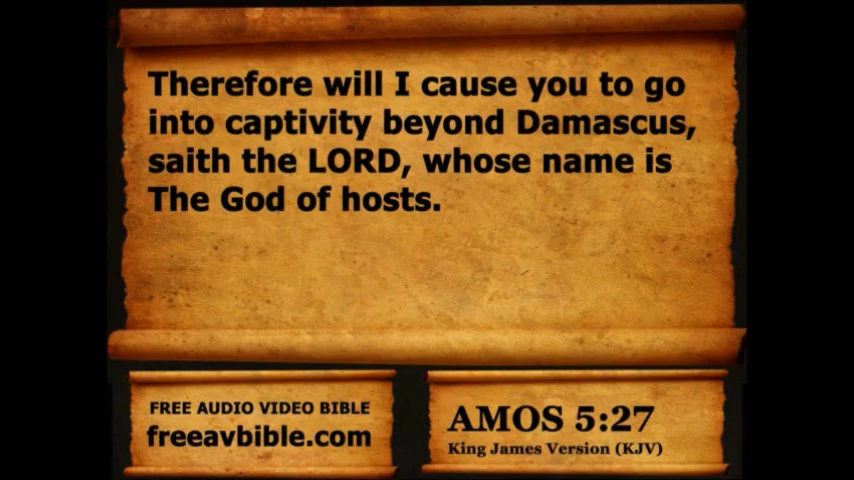 Therefore will I cause you to go
into captivity beyond Damascus,
saith the LORD, whose name is
The God of hosts.
FREE AUDIO VIDEO BIBLE
freeavbible.com
AMOS 5:27
King James Version (KJV)